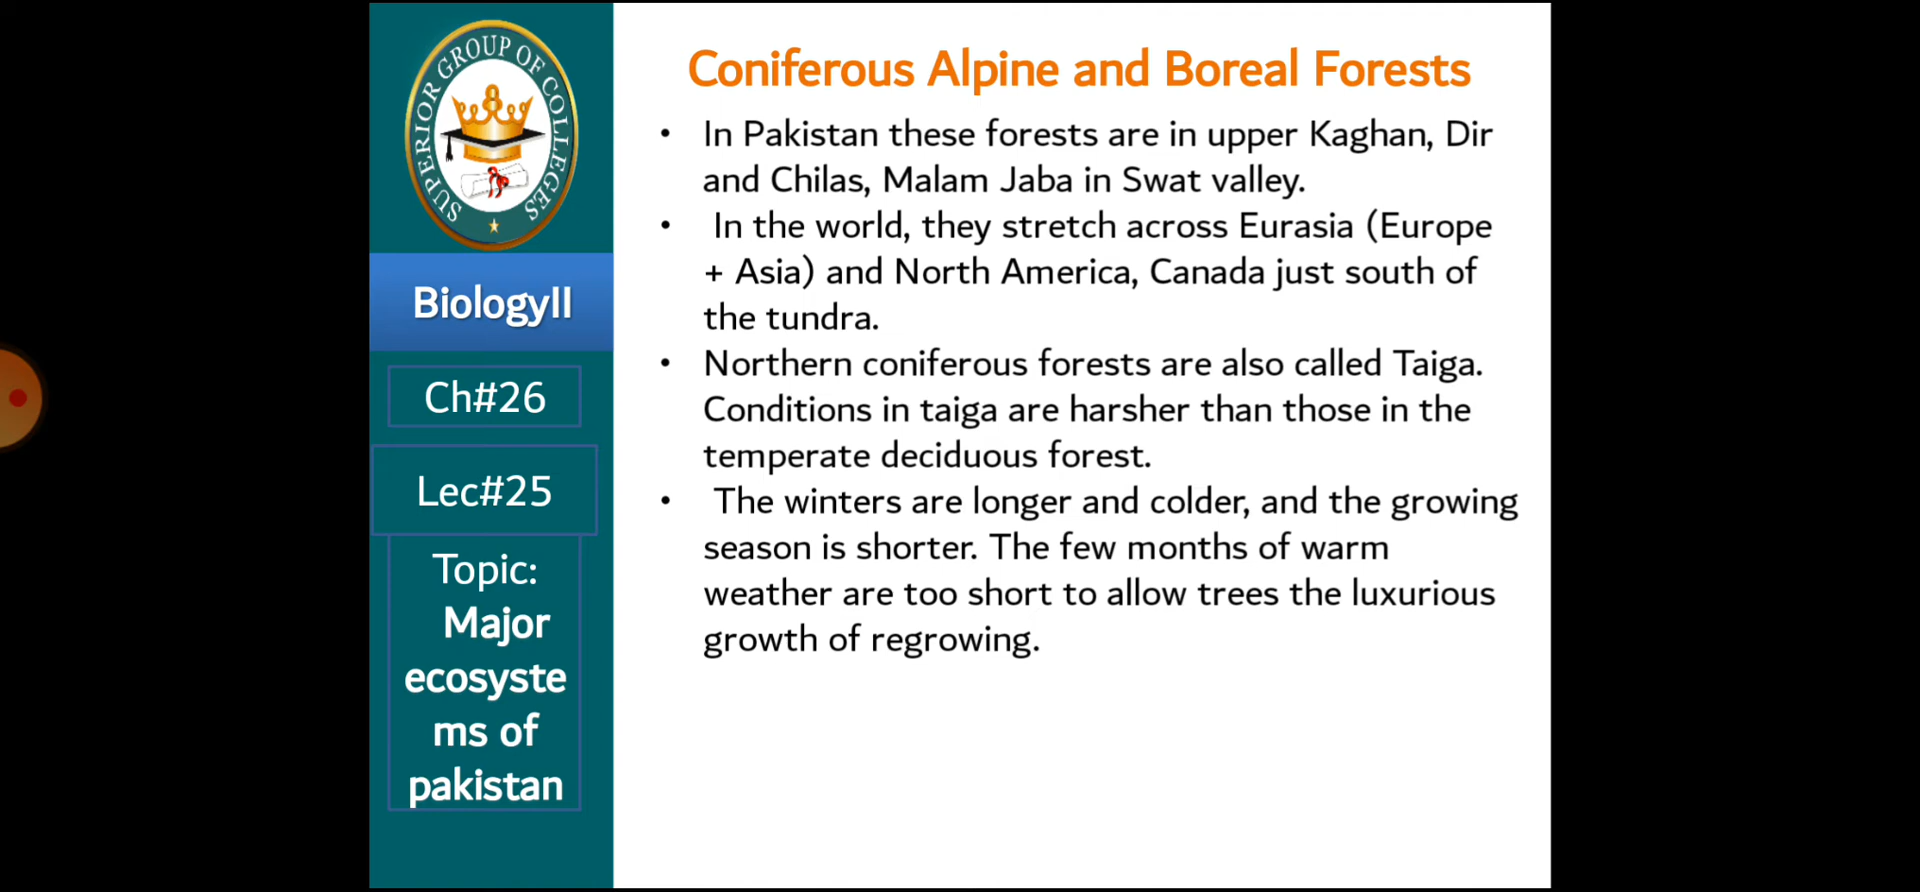 SUPERIOR GROUP OF COLLEGES
BiologyII
Ch#26
Lec#25
Topic:
Major
ecosyste
ms of
pakistan
Coniferous Alpine and Boreal Forests
• In Pakistan these forests are in upper Kaghan, Dir
and Chilas, Malam Jaba in Swat valley.
• In the world, they stretch across Eurasia (Europe
+ Asia) and North America, Canada just south of
the tundra.
• Northern coniferous forests are also called Taiga.
Conditions in taiga are harsher than those in the
temperate deciduous forest.
• The winters are longer and colder, and the growing
season is shorter. The few months of warm
weather are too short to allow trees the luxurious
growth of regrowing.